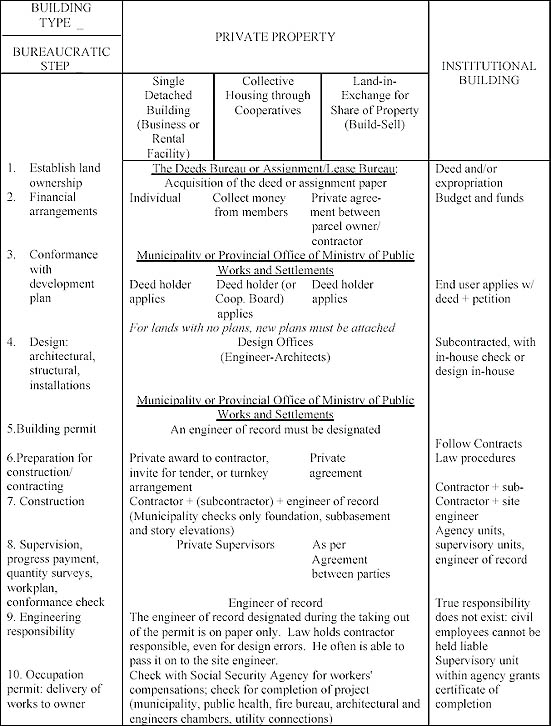 BUILDING
TYPE _
BUREAUCRATIC
STEP _
PRIVATE PROPERTY
INSTITUTIONAL
BUILDING
Single
Detached
Building
(Business or
Rental
Facility)
Collective
Housing through
Cooperatives
Land-in-
Exchange for
Share of Property
(Build-Sell)
1. Establish land
ownership
The Deeds Bureau or Assignment/Lease Bureau:
Acquisition of the deed or assignment paper
Deed and/or
expropriation
2. Financial
arrangements
Individual
Collect money
from members
Private agree-
ment between
parcel owner/
contractor
Budget and funds
3. Conformance
with
development
plan
Municipality or Provincial Office of Ministry of Public
Works and Settlements
Deed holder
applies
Deed holder (or
Coop. Board)
applies
Deed holder
applies
For lands with no plans, new plans must be attached
End user applies w/
deed + petition
4. Design:
architectural,
structural,
installations
Design Offices
(Engineer-Architects)
Subcontracted, with
in-house check or
design in-house
Municipality or Provincial Office of Ministry of Public
Works and Settlements
5.Building permit
An engineer of record must be designated
6.Preparation for
construction/
contracting
Private award to contractor,
invite for tender, or turnkey
arrangement
Private
agreement
Follow Contracts
Law procedures
7. Construction
Contractor + (subcontractor) + engineer of record
(Municipality checks only foundation, subbasement
and story elevations)
Contractor + sub-
Contractor + site
engineer
8. Supervision,
progress payment,
quantity surveys,
workplan,
conformance check
Private Supervisors
As per
Agreement
between parties
Engineer of record
Agency units,
supervisory units,
engineer of record
9. Engineering
responsibility
The engineer of record designated during the taking out
of the permit is on paper only. Law holds contractor
responsible, even for design errors. He often is able to
pass it on to the site engineer.
True responsibility
does not exist: civil
employees cannot be
held liable
10. Occupation
permit: delivery of
works to owner
Check with Social Security Agency for workers'
compensations; check for completion of project
(municipality, public health, fire bureau, architectural and
engineers chambers, utility connections)
Supervisory unit
within agency grants
certificate of
completion